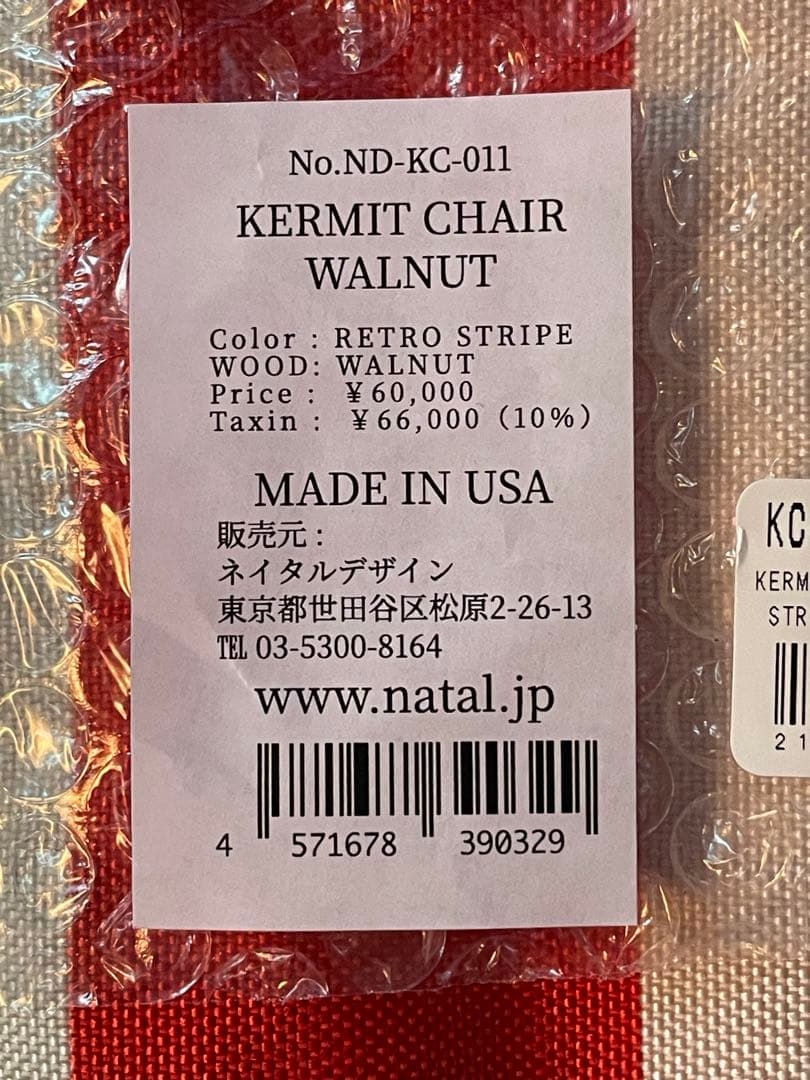 No.ND-KC-011
KERMIT CHAIR
WALNUT
Color : RETRO STRIPE
WOOD: WALNUT
Price : ￥60,000
Taxin : ￥66,000（10%）
MADE IN USA
販売元 :
ネイタルデザイン
東京都世田谷区松原2-26-13
℡ 03-5300-8164
www.natal.jp
4 571678 390329
KC
KERM
STR
2 1